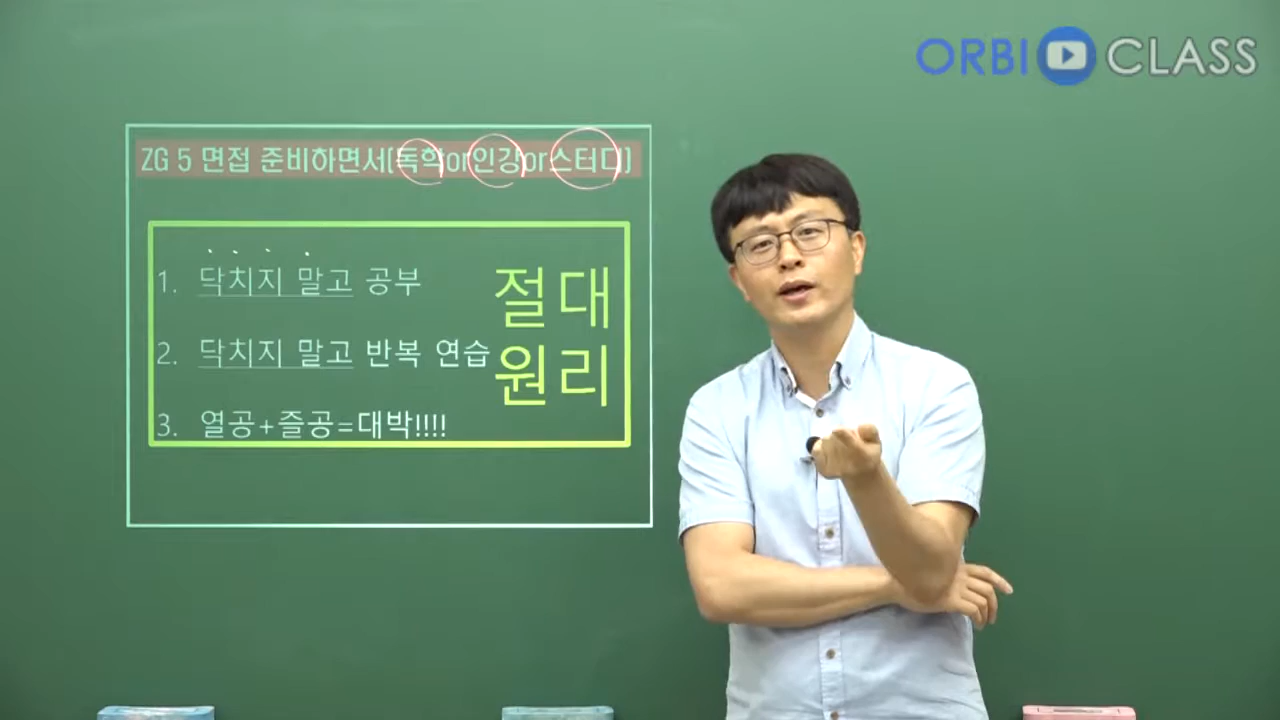 ORBI CLASS
ZG 5 면접 준비하면서(독학or인강or스터디)
1. 닥치지 말고 공부
2. 닥치지 말고 반복 연습
3. 열공+즐공=대박!!!!
절대
원리